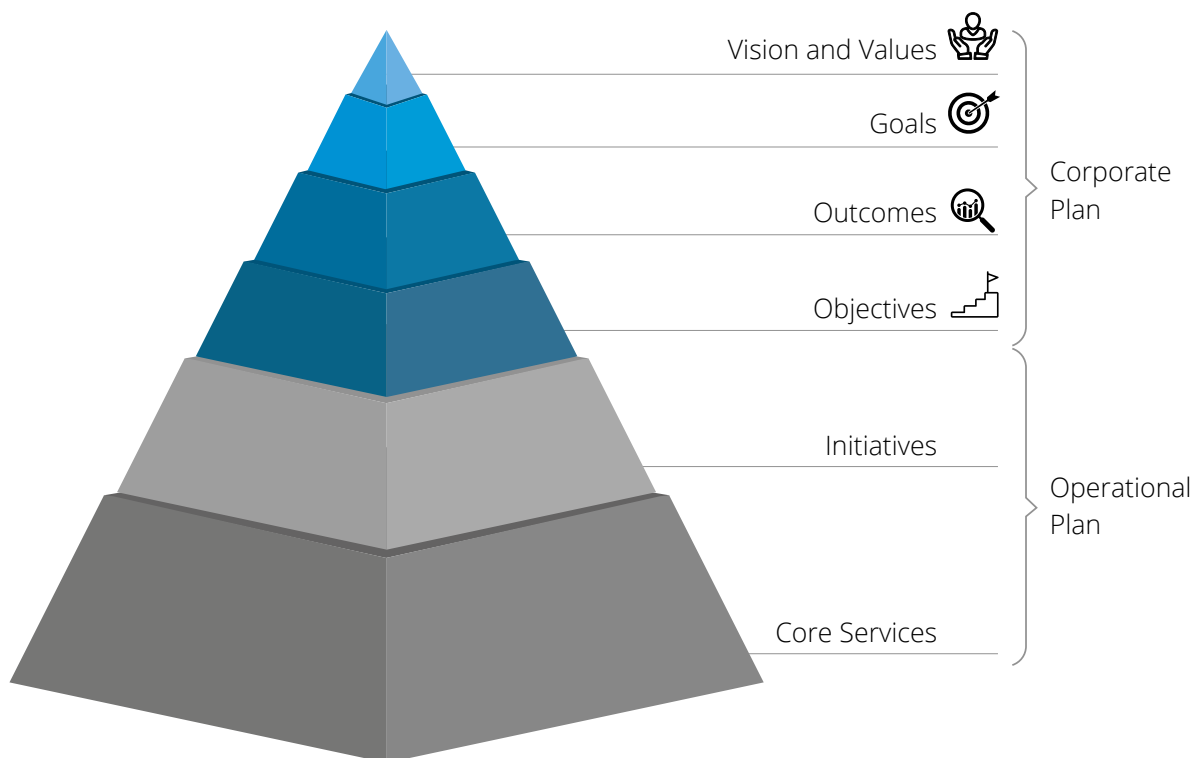 Vision and Values
Goals
Outcomes
Objectives
Corporate
Plan
Initiatives
Core Services
Operational
Plan